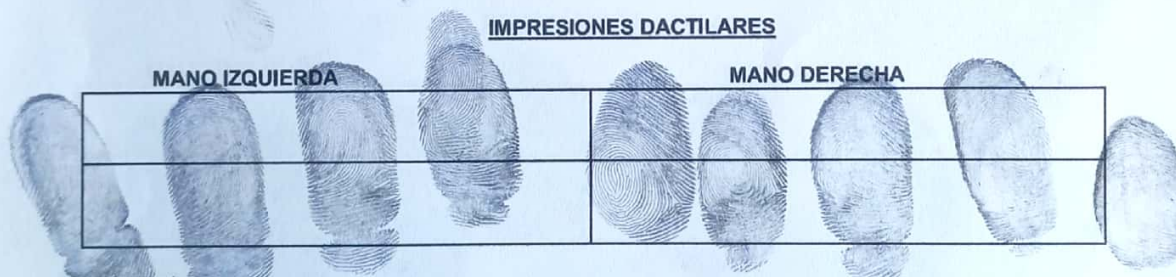 IMPRESIONES DACTILARES
MANO IZQUIERDA
MANO DERECHA